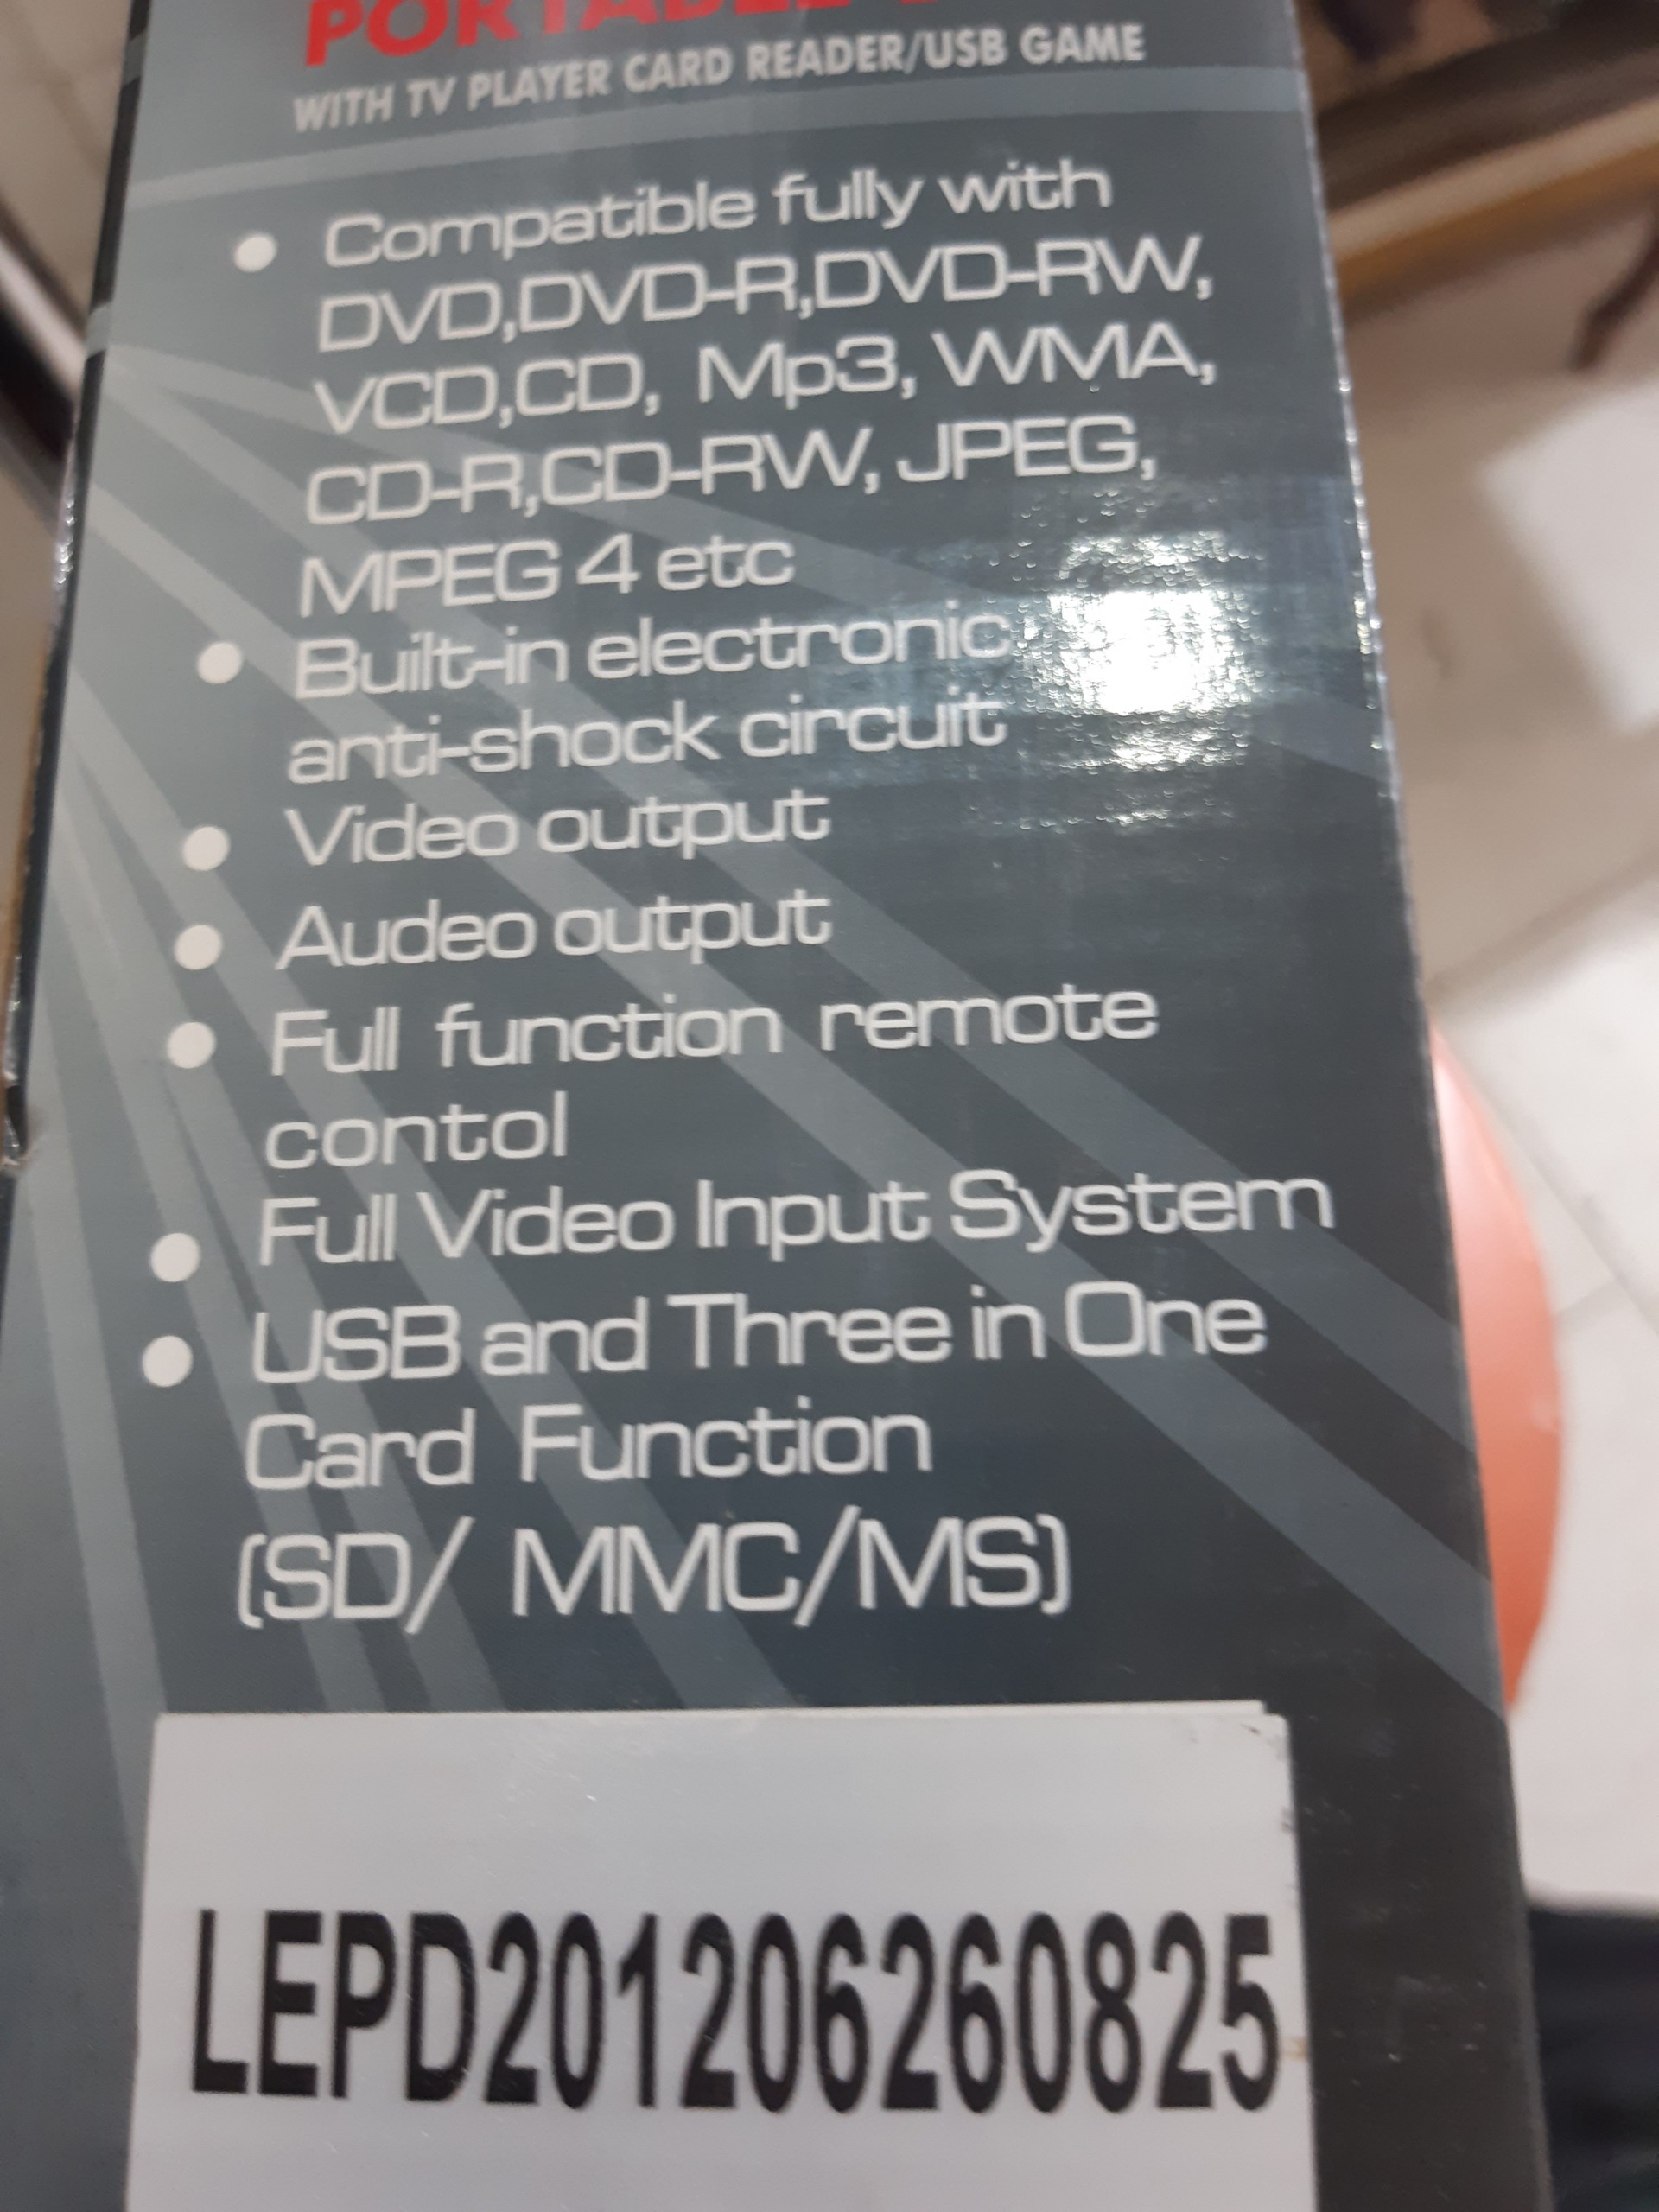 PORTABLE
WITH TV PLAYER CARD READER/USB GAME
• Compatible fully with
DVD,DVD-R,DVD-RW,
VCD,CD, Mp3, WMA,
CD-R,CD-RW, JPEG,
MPEG 4 etc
• Built-in electronic
anti-shock circuit
• Video output
• Audeo output
• Full function remote
contol
• Full Video Input System
• USB and Three in One
Card Function
(SD/ MMC/MS)
LEPD201206260825